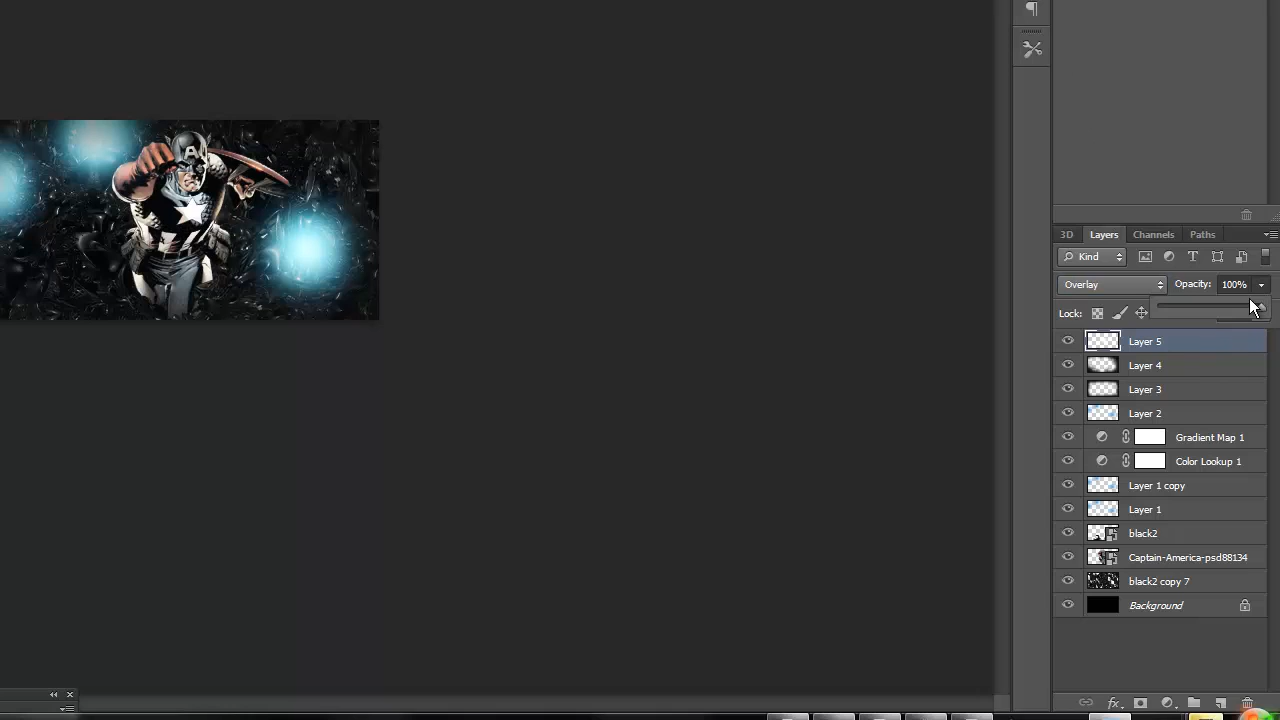 3D Layers Channels Paths
Kind
Overlay Opacity: 100%
Lock:
Layer 5
Layer 4
Layer 3
Layer 2
Gradient Map 1
Color Lookup 1
Layer 1 copy
Layer 1
black2
Captain-America-psd88134
black2 copy 7
Background
fx